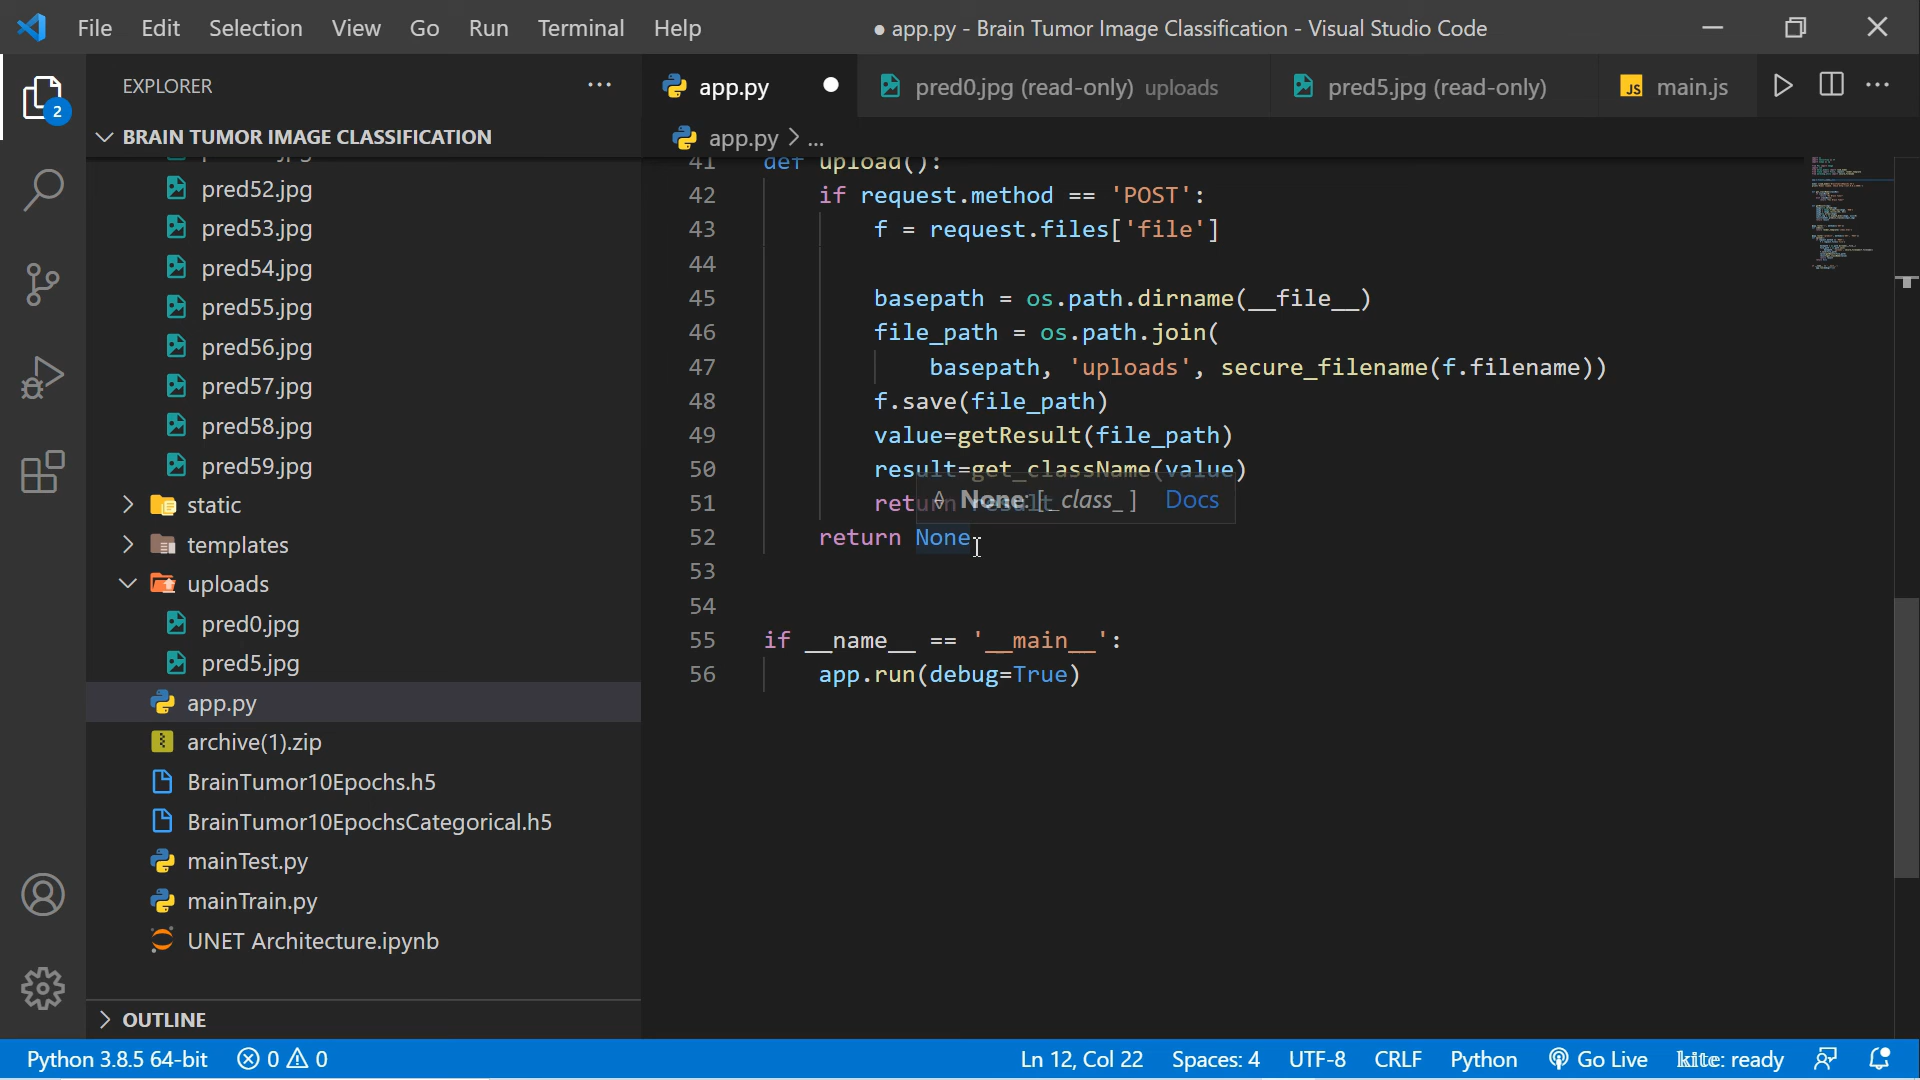 File Edit Selection View Go Run Terminal Help
● app.py - Brain Tumor Image Classification - Visual Studio Code
EXPLORER
app.py
pred0.jpg (read-only) uploads
pred5.jpg (read-only)
JS main.js
2
BRAIN TUMOR IMAGE CLASSIFICATION
app.py > ...
pred52.jpg
pred53.jpg
pred54.jpg
pred55.jpg
pred56.jpg
pred57.jpg
pred58.jpg
pred59.jpg
static
templates
uploads
pred0.jpg
pred5.jpg
app.py
archive(1).zip
BrainTumor10Epochs.h5
BrainTumor10EpochsCategorical.h5
mainTest.py
mainTrain.py
UNET Architecture.ipynb
OUTLINE
41 def upload():
42 if request.method == 'POST':
43 f = request.files['file']
44
45 basepath = os.path.dirname(__file__)
46 file_path = os.path.join(
47 basepath, 'uploads', secure_filename(f.filename))
48 f.save(file_path)
49 value=getResult(file_path)
50 result=get_className(value)
None: [_class_] Docs
51 return result
52 return None
53
54
55 if __name__ == '__main__':
56 app.run(debug=True)
Python 3.8.5 64-bit 0 0 Ln 12, Col 22 Spaces: 4 UTF-8 CRLF Python Go Live kite: ready